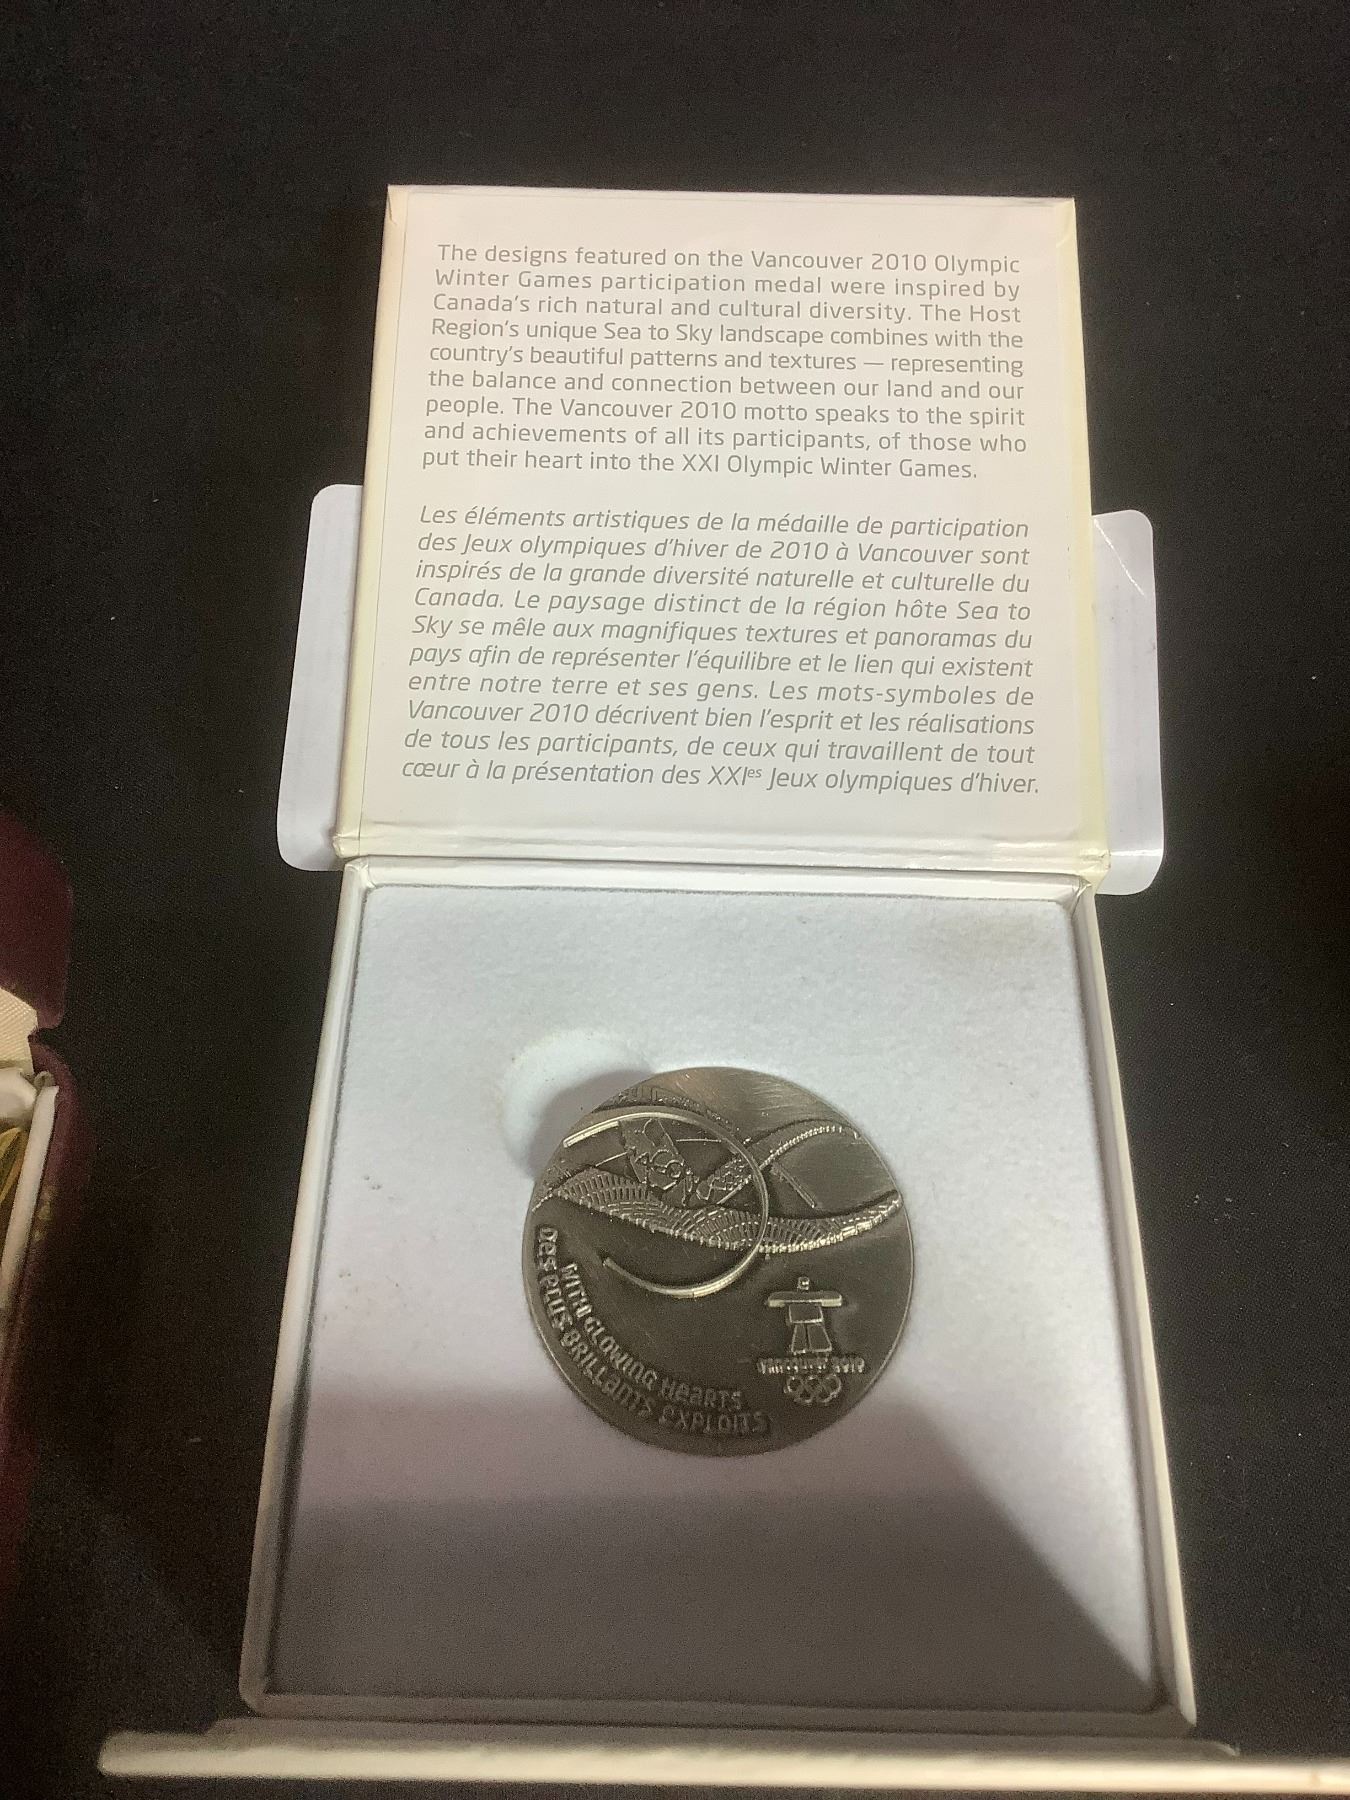 The designs featured on the Vancouver 2010 Olympic
Winter Games participation medal were inspired by
Canada's rich natural and cultural diversity. The Host
Region's unique Sea to Sky landscape combines with the
country's beautiful patterns and textures — representing
the balance and connection between our land and our
people. The Vancouver 2010 motto speaks to the spirit
and achievements of all its participants, of those who
put their heart into the XXI Olympic Winter Games.
Les éléments artistiques de la médaille de participation
des Jeux olympiques d'hiver de 2010 à Vancouver sont
inspirés de la grande diversité naturelle et culturelle du
Canada. Le paysage distinct de la région hôte Sea to
Sky se mêle aux magnifiques textures et panoramas du
pays afin de représenter l'équilibre et le lien qui existent
entre notre terre et ses gens. Les mots-symboles de
Vancouver 2010 décrivent bien l'esprit et les réalisations
de tous les participants, de ceux qui travaillent de tout
cœur à la présentation des XXIes Jeux olympiques d'hiver.
WITH GLOWING HEARTS
DES PLUS BRILLANTS EXPLOITS
vancouver 2010